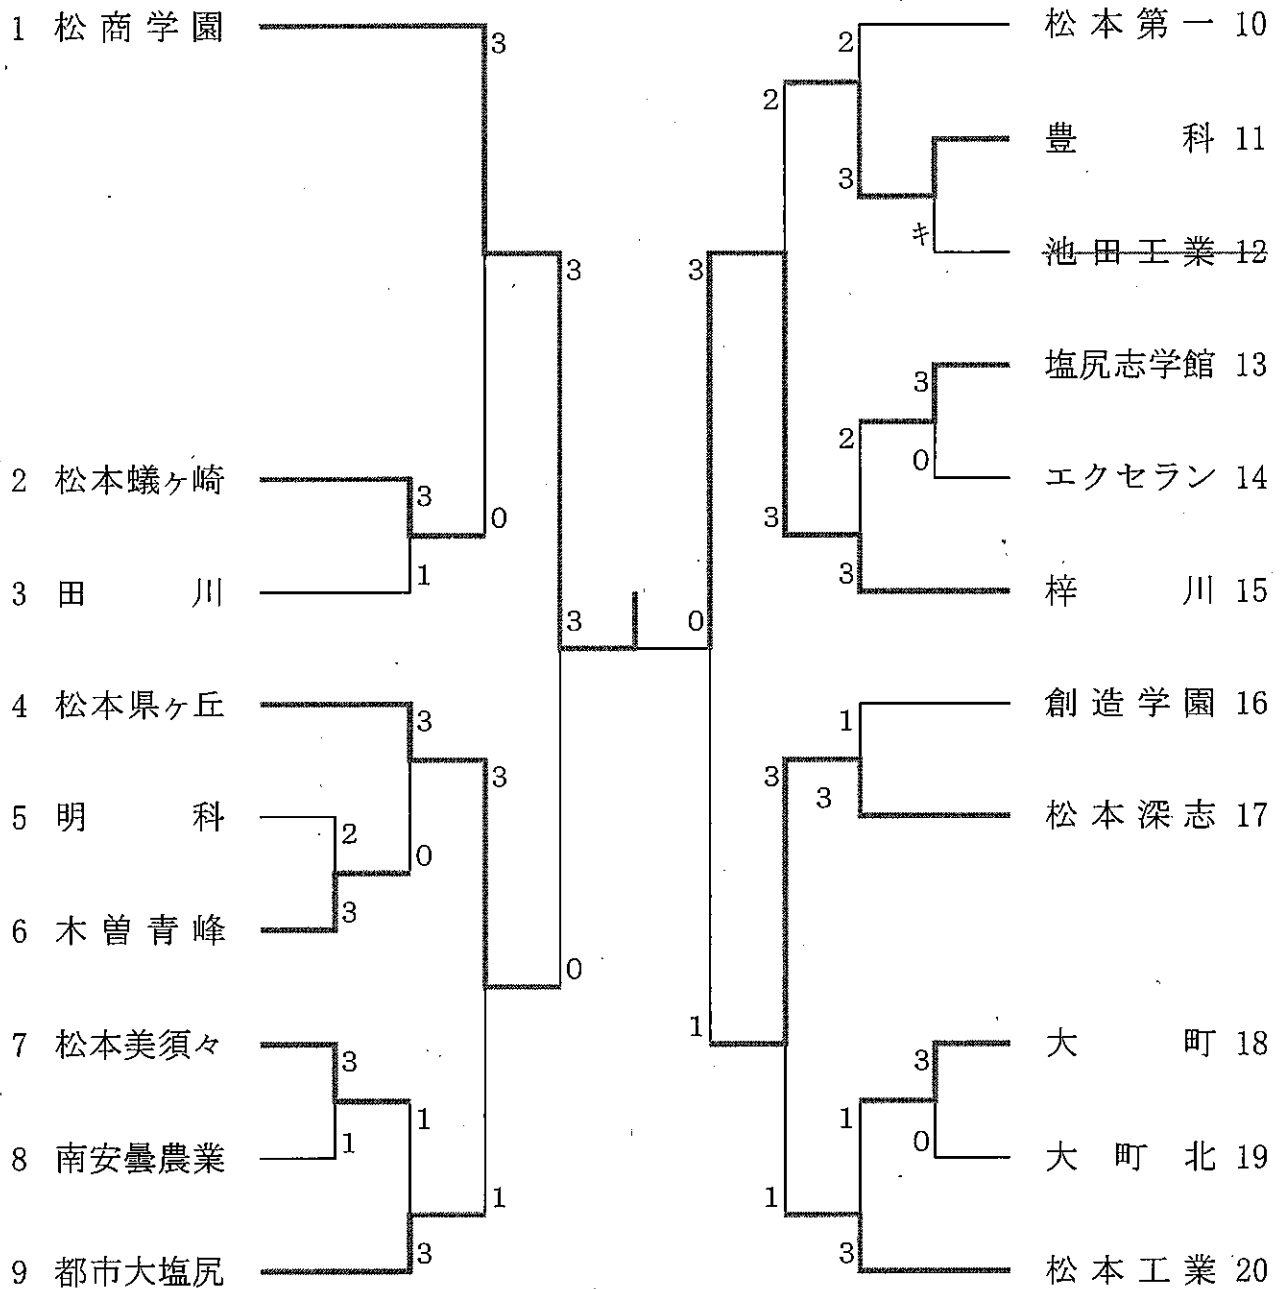 1 松商学園
3
2 松本蟻ヶ崎
3
0
1
3 田川
3
4 松本県ヶ丘
3
3
5 明科
2
0
3
6 木曽青峰
3
0
7 松本美須々
3
1
1
8 南安曇農業
1
3
9 都市大塩尻
松本第一 10
2
2
豊科 11
3
キ
池田工業 12
3
塩尻志学館 13
3
2
0
エクセラン 14
3
3
梓川 15
0
創造学園 16
1
3
3
松本深志 17
1
大町 18
3
1
0
大町北 19
1
3
松本工業 20